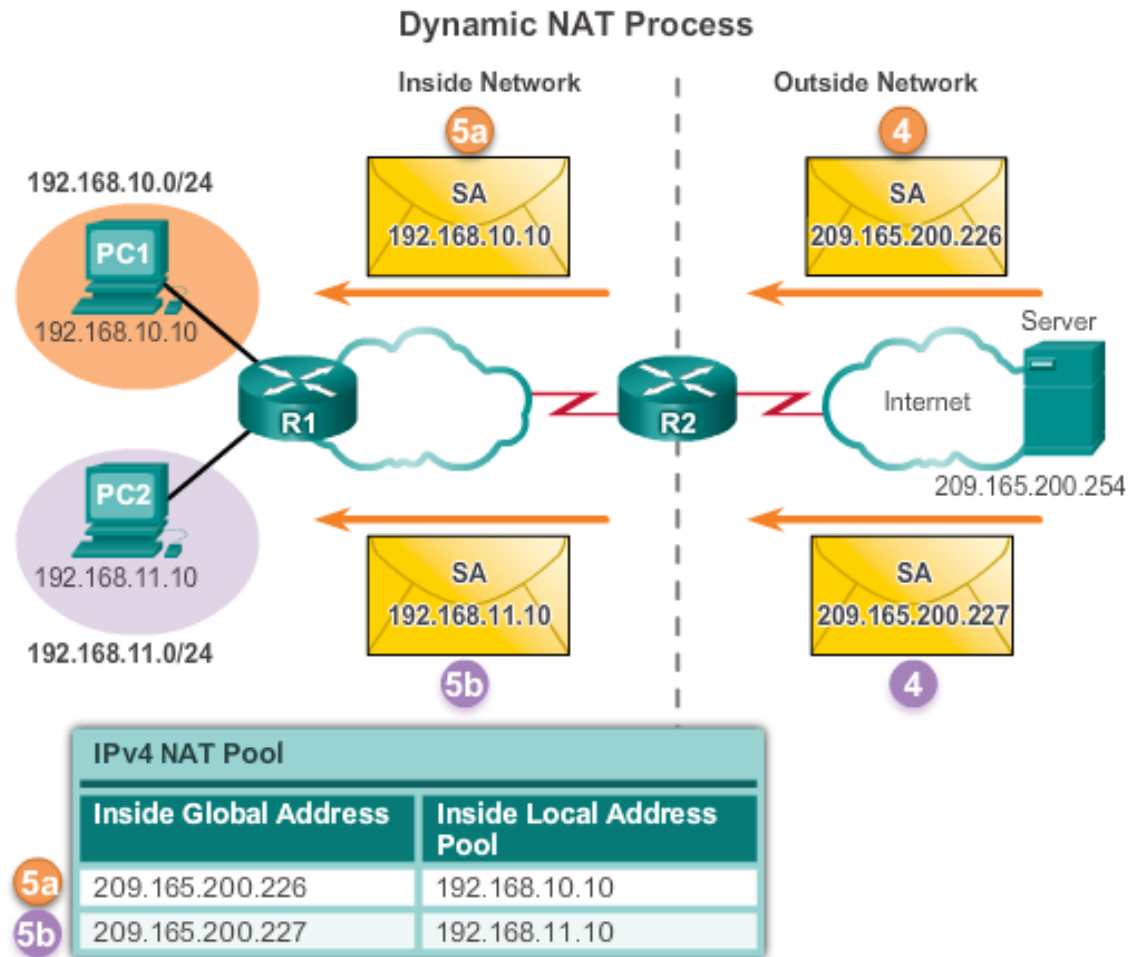 Dynamic NAT Process
Inside Network
Outside Network
5a
4
192.168.10.0/24
SA
192.168.10.10
SA
209.165.200.226
PC1
192.168.10.10
Server
R1
R2
Internet
PC2
209.165.200.254
192.168.11.10
SA
192.168.11.10
SA
209.165.200.227
192.168.11.0/24
5b
4
IPv4 NAT Pool
Inside Global Address
Inside Local Address
Pool
5a
209.165.200.226
192.168.10.10
5b
209.165.200.227
192.168.11.10